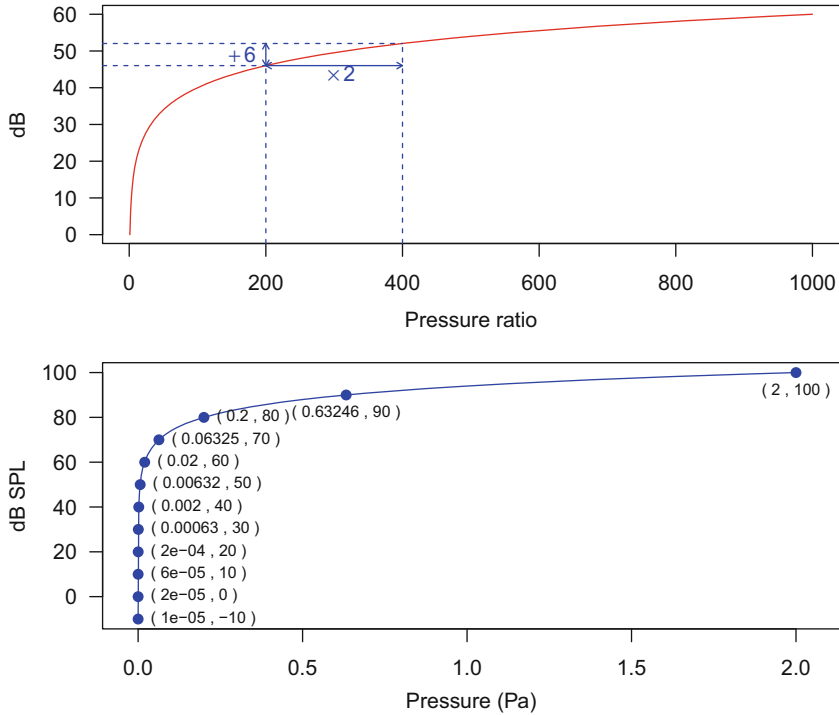 60
50
40
30
20
10
0
dB
+6
×2
0 200 400 600 800 1000
Pressure ratio
100
80
60
40
20
0
dB SPL
( 2 , 100 )
( 0.63246 , 90 )
( 0.2 , 80 )
( 0.06325 , 70 )
( 0.02 , 60 )
( 0.00632 , 50 )
( 0.002 , 40 )
( 0.00063 , 30 )
( 2e−04 , 20 )
( 6e−05 , 10 )
( 2e−05 , 0 )
( 1e−05 , −10 )
0.0 0.5 1.0 1.5 2.0
Pressure (Pa)